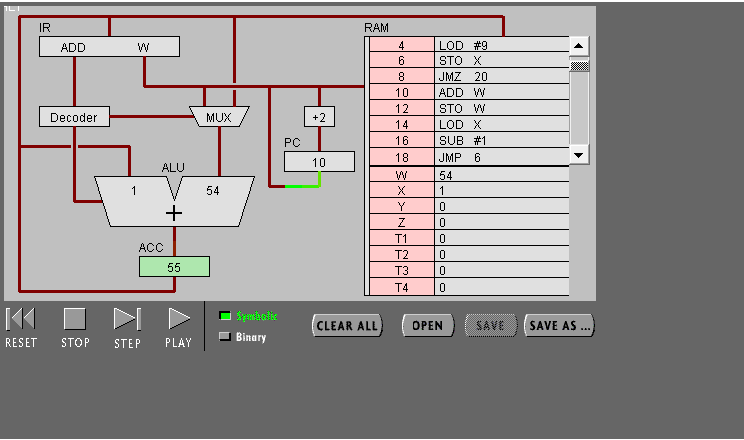 IR
RAM
ADD W
Decoder
MUX
+2
PC
10
ALU
1 54
+
ACC
55
4 LOD #9
6 STO X
8 JMZ 20
10 ADD W
12 STO W
14 LOD X
16 SUB #1
18 JMP 6
W 54
X 1
Y 0
Z 0
T1 0
T2 0
T3 0
T4 0
RESET STOP STEP PLAY
Symbolic
Binary
CLEAR ALL OPEN SAVE SAVE AS ...